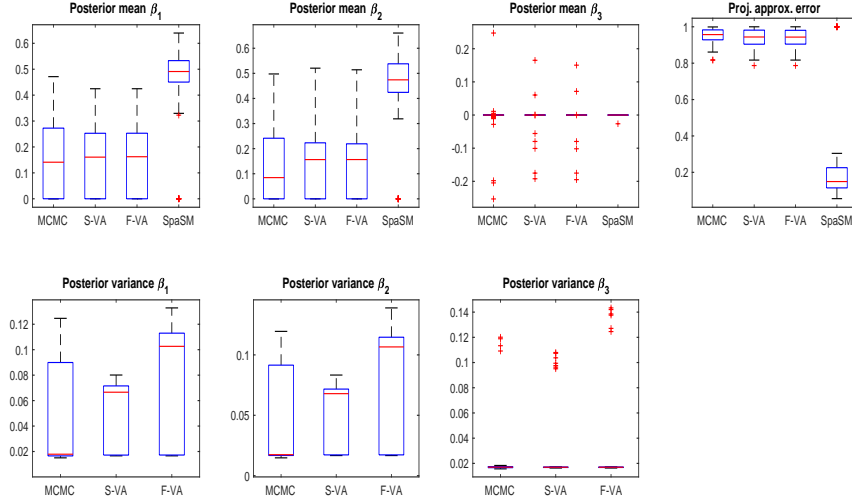 Posterior mean β1
0.6
0.5
0.4
0.3
0.2
0.1
0
MCMC S-VA F-VA SpaSM
Posterior mean β2
0.6
0.5
0.4
0.3
0.2
0.1
0
MCMC S-VA F-VA SpaSM
Posterior mean β3
0.2
0.1
0
-0.1
-0.2
MCMC S-VA F-VA SpaSM
Proj. approx. error
1
0.8
0.6
0.4
0.2
MCMC S-VA F-VA SpaSM
Posterior variance β1
0.12
0.1
0.08
0.06
0.04
0.02
MCMC S-VA F-VA
Posterior variance β2
0.1
0.05
0
MCMC S-VA F-VA
Posterior variance β3
0.14
0.12
0.1
0.08
0.06
0.04
0.02
MCMC S-VA F-VA